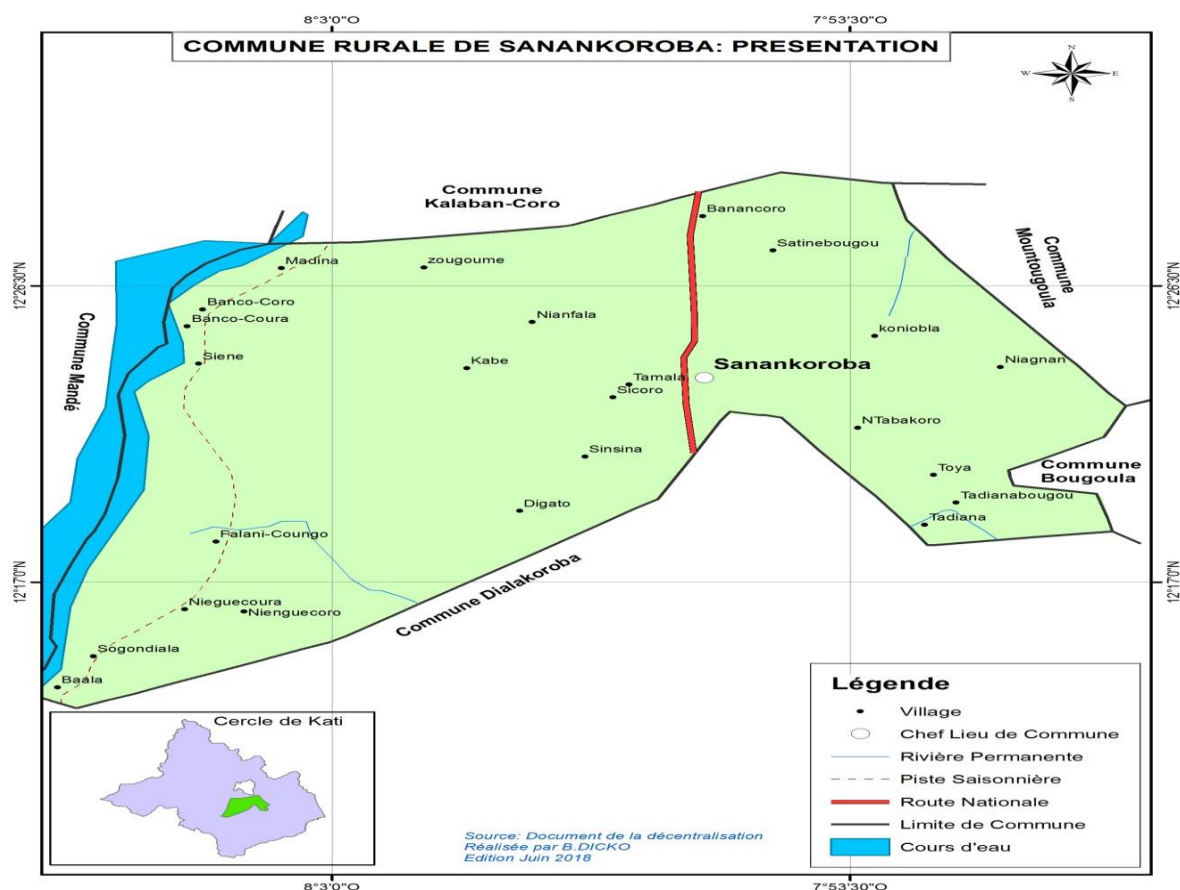 8°3'0"O
7°53'30"O
COMMUNE RURALE DE SANANKOROBA: PRESENTATION
N
W
E
S
Commune
Kalaban-Coro
Banancoro
Satinebougou
Commune
Mountougoula
Madina
zougoume
12°26'30"N
12°26'30"N
Banco-Coro
Banco-Coura
Nianfala
koniobla
Commune Mandé
Siene
Kabe
Sanankoroba
Niagnan
Tamala
Sicoro
NTabakoro
Sinsina
Toya
Commune
Bougoula
Tadianabougou
Digato
Tadiana
Falani-Coungo
12°17'0"N
12°17'0"N
Commune Dialakoroba
Nieguecoura
Nienguecoro
Sogondiala
Baala
Cercle de Kati
Légende
Village
Chef Lieu de Commune
Rivière Permanente
Piste Saisonnière
Route Nationale
Limite de Commune
Cours d'eau
Source: Document de la décentralisation
Réalisée par B.DICKO
Edition Juin 2018
8°3'0"O
7°53'30"O